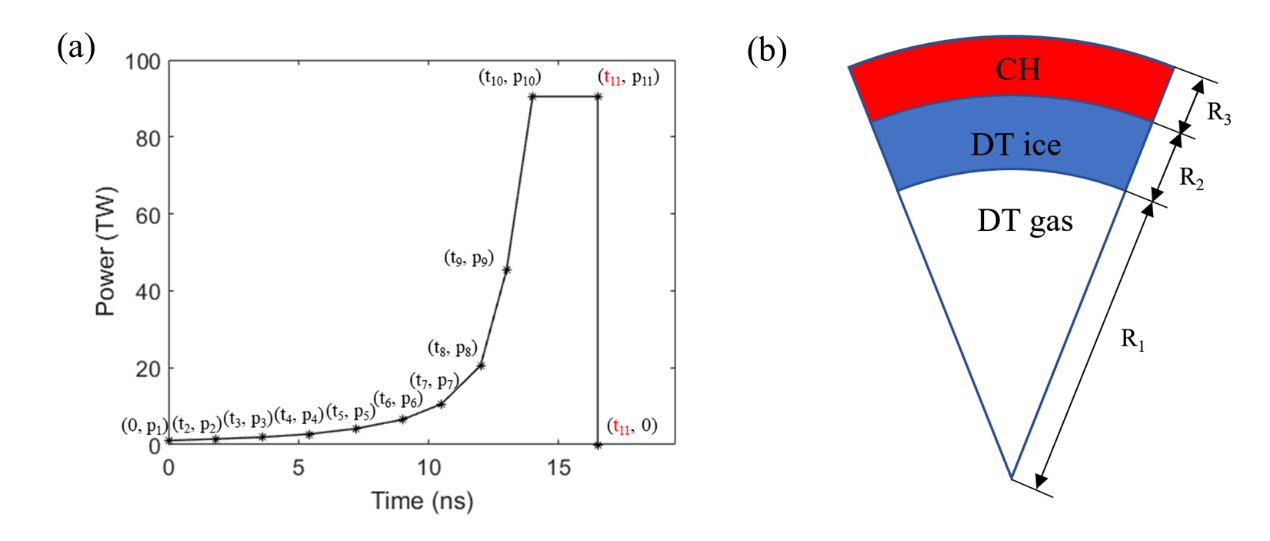 (a)
Power (TW)
100
80
60
40
20
0
(0, p₁)
(t₂, p₂)
(t₃, p₃)
(t₄, p₄)
(t₅, p₅)
(t₆, p₆)
(t₇, p₇)
(t₈, p₈)
(t₉, p₉)
(t₁₀, p₁₀)
(t₁₁, p₁₁)
(t₁₁, 0)
0 5 10 15
Time (ns)
(b)
CH
DT ice
DT gas
R₃
R₂
R₁